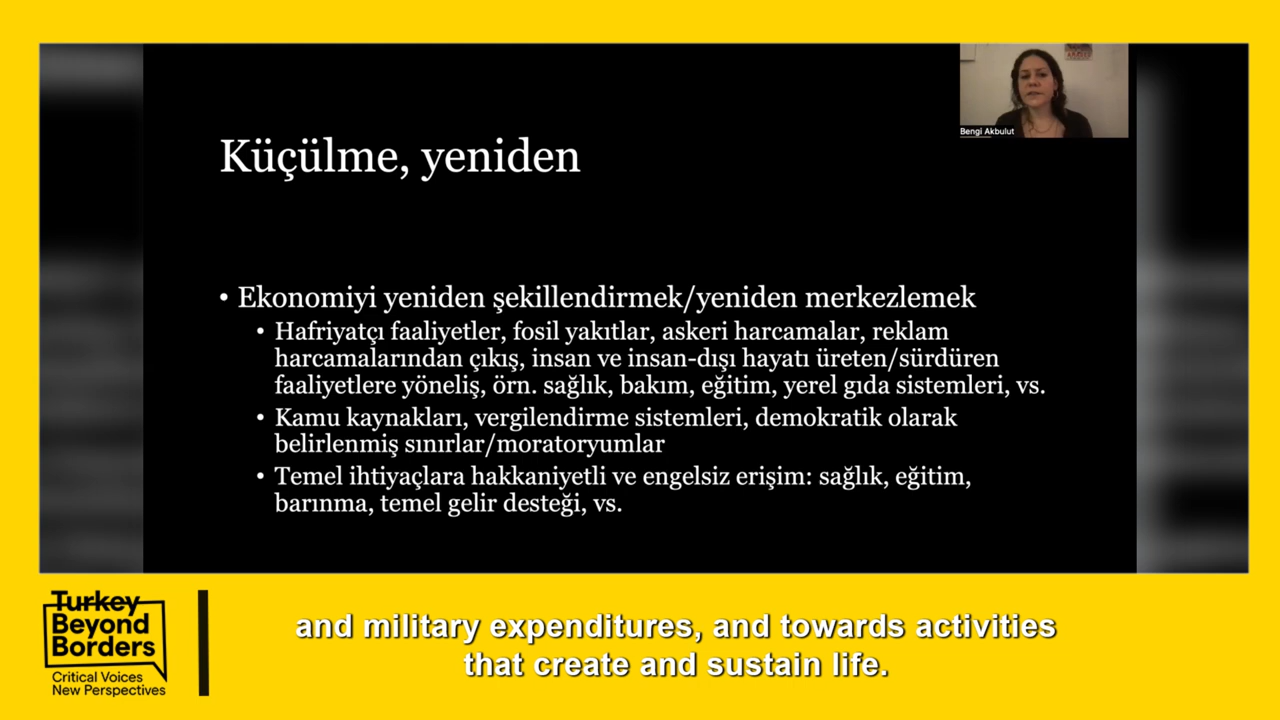 Bengi Akbulut
Küçülme, yeniden
• Ekonomiyi yeniden şekillendirmek/yeniden merkezlemek
• Hafriyatçı faaliyetler, fosil yakıtlar, askeri harcamalar, reklam
harcamalarından çıkış, insan ve insan-dışı hayatı üreten/sürdüren
faaliyetlere yöneliş, örn. sağlık, bakım, eğitim, yerel gıda sistemleri, vs.
• Kamu kaynakları, vergilendirme sistemleri, demokratik olarak
belirlenmiş sınırlar/moratoryumlar
• Temel ihtiyaçlara hakkaniyetli ve engelsiz erişim: sağlık, eğitim,
barınma, temel gelir desteği, vs.
Turkey
Beyond
Borders
Critical Voices
New Perspectives
and military expenditures, and towards activities
that create and sustain life.